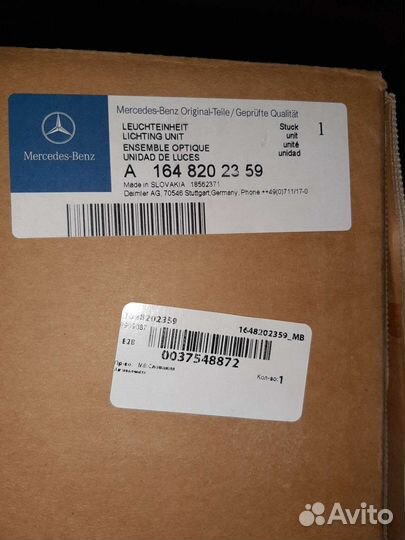 Mercedes-Benz
Mercedes-Benz Original-Teile / Geprüfte Qualität
LEUCHTEINHEIT Stuck 1
LICHTING UNIT unit
ENSEMBLE OPTIQUE unité
UNIDAD DE LUCES unidad
A 164 820 23 59
Made in SLOVAKIA 18562371
Daimler AG, 70546 Stuttgart,Germany, Phone ++49(0)711/17-0
1648202359
1648202359_MB
E2B
0037548872
Кол-во: 1
Avito